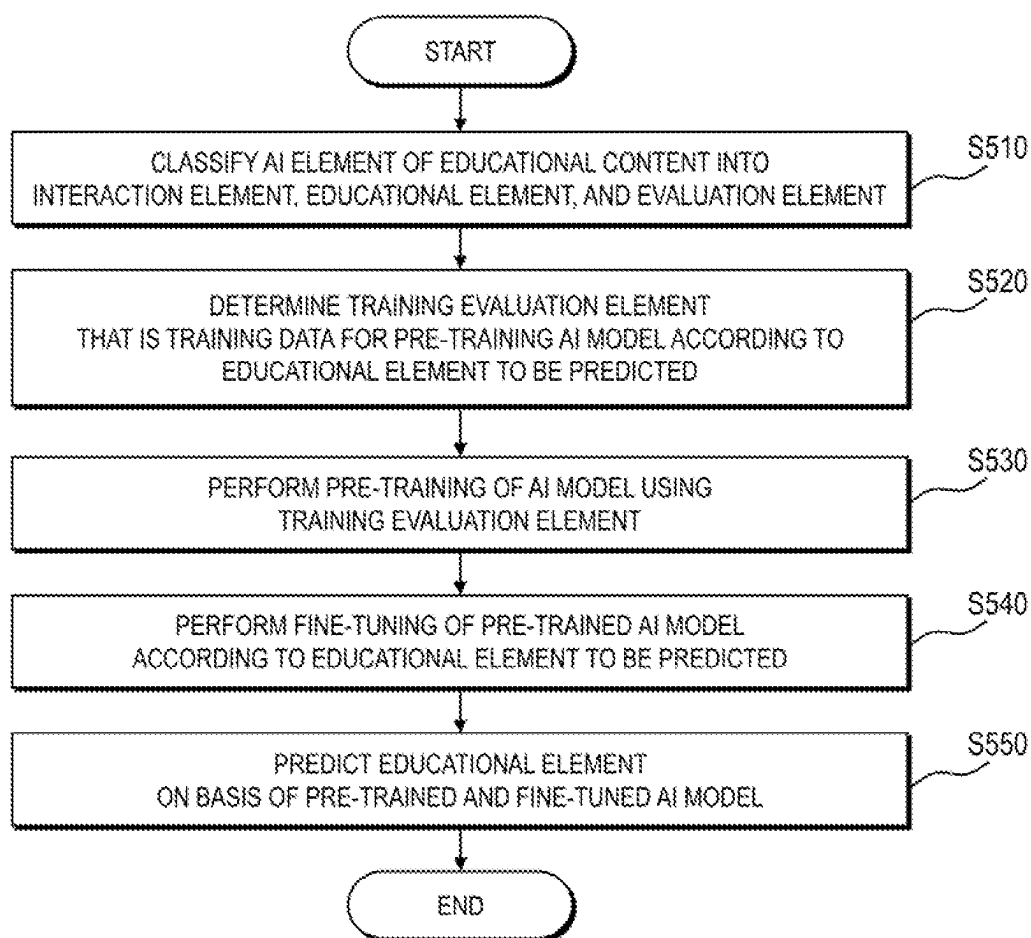 START
CLASSIFY AI ELEMENT OF EDUCATIONAL CONTENT INTO
INTERACTION ELEMENT, EDUCATIONAL ELEMENT, AND EVALUATION ELEMENT
S510
DETERMINE TRAINING EVALUATION ELEMENT
THAT IS TRAINING DATA FOR PRE-TRAINING AI MODEL ACCORDING TO
EDUCATIONAL ELEMENT TO BE PREDICTED
S520
PERFORM PRE-TRAINING OF AI MODEL USING
TRAINING EVALUATION ELEMENT
S530
PERFORM FINE-TUNING OF PRE-TRAINED AI MODEL
ACCORDING TO EDUCATIONAL ELEMENT TO BE PREDICTED
S540
PREDICT EDUCATIONAL ELEMENT
ON BASIS OF PRE-TRAINED AND FINE-TUNED AI MODEL
S550
END